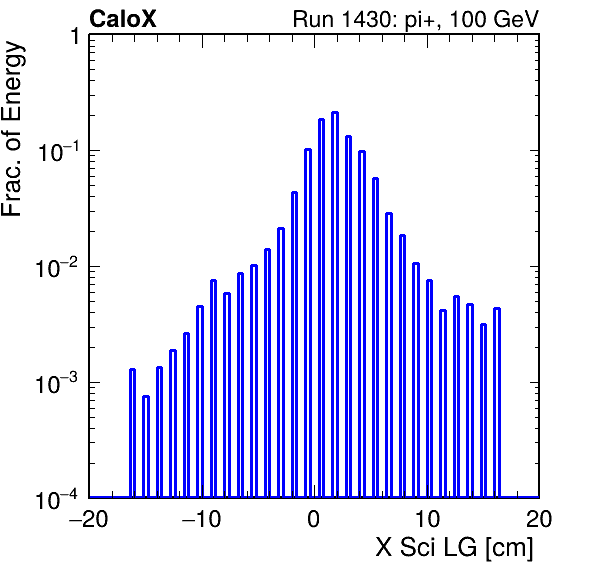 CaloX Run 1430: pi+, 100 GeV
Frac. of Energy
1
10⁻¹
10⁻²
10⁻³
10⁻⁴
−20 −10 0 10 20
X Sci LG [cm]